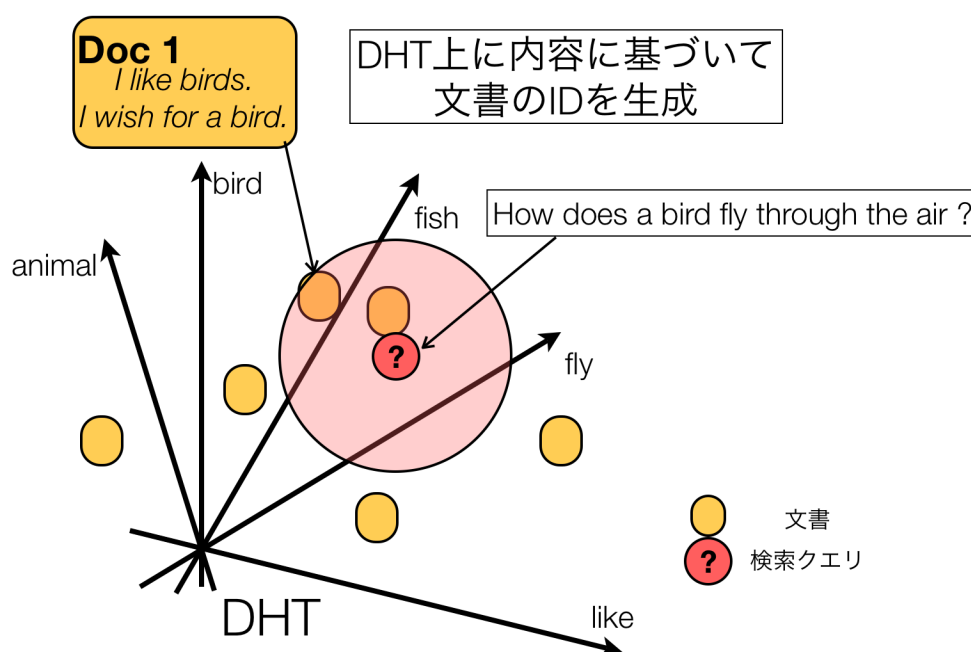 Doc 1
I like birds.
I wish for a bird.
DHT上に内容に基づいて
文書のIDを生成
bird
fish
How does a bird fly through the air ?
animal
?
fly
文書
?
検索クエリ
DHT
like